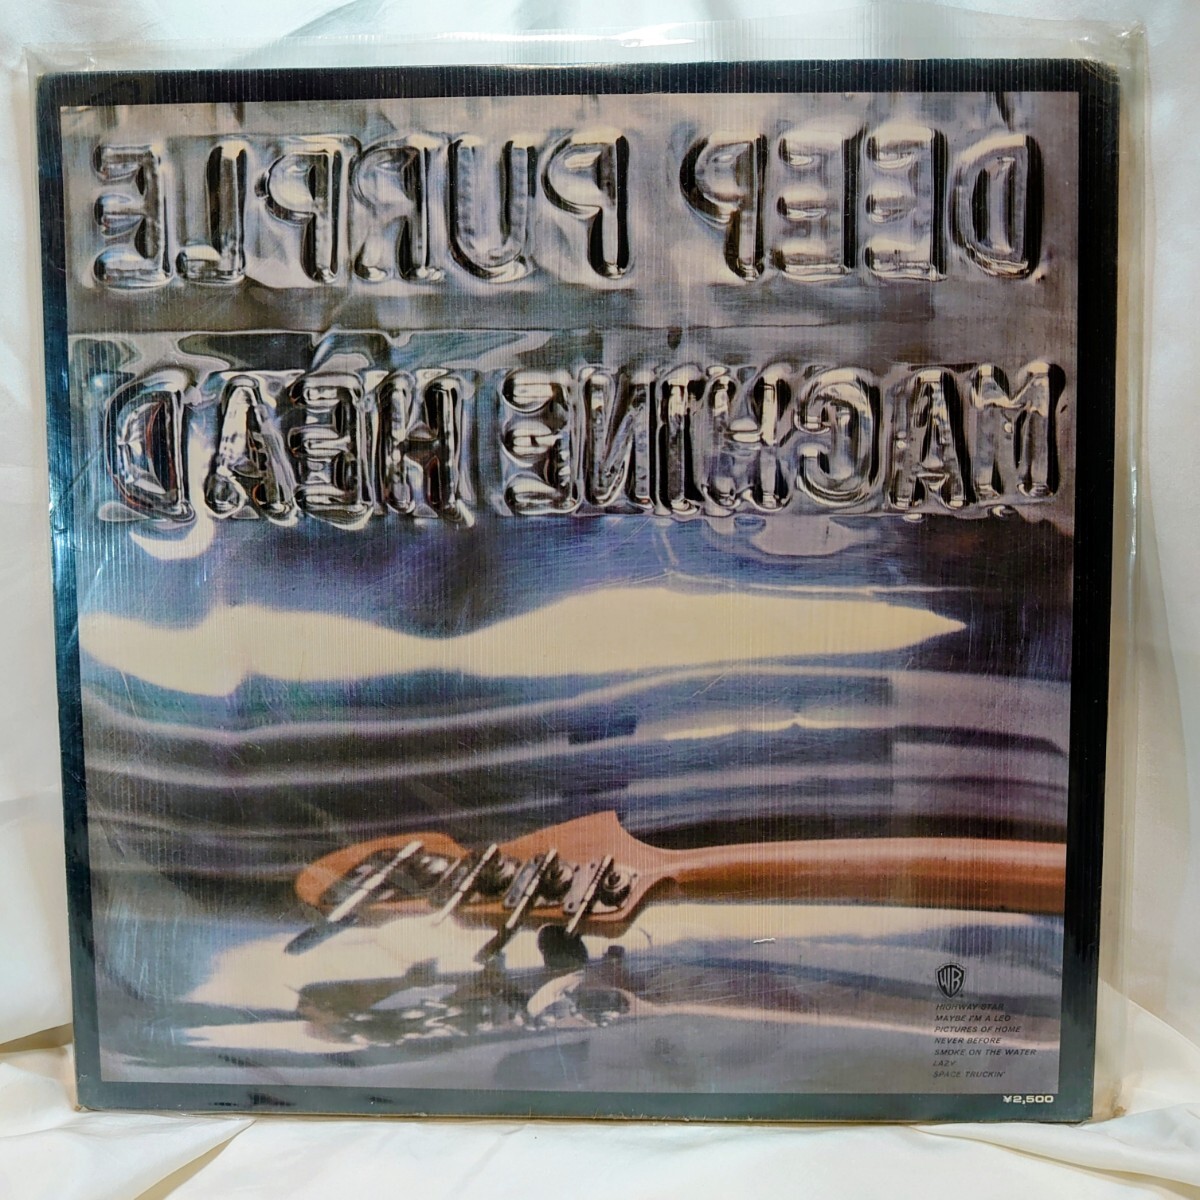 DEEP PURPLE
MACHINE HEAD
WB
HIGHWAY STAR
MAYBE I'M A LEO
PICTURES OF HOME
NEVER BEFORE
SMOKE ON THE WATER
LAZY
SPACE TRUCKIN'
¥2,500